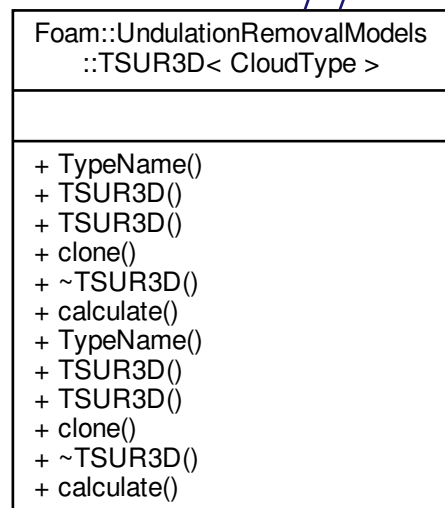 Foam::UndulationRemovalModels
::TSUR3D< CloudType >
+ TypeName()
+ TSUR3D()
+ TSUR3D()
+ clone()
+ ~TSUR3D()
+ calculate()
+ TypeName()
+ TSUR3D()
+ TSUR3D()
+ clone()
+ ~TSUR3D()
+ calculate()